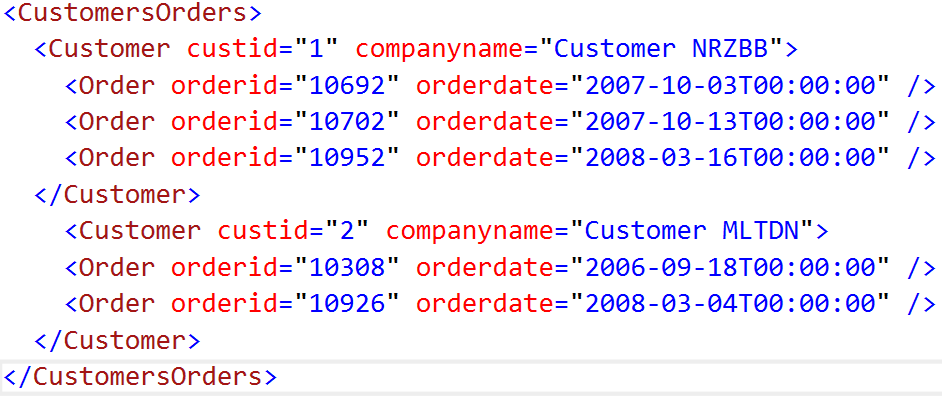 <CustomersOrders>
  <Customer custid="1" companyname="Customer NRZBB">
    <Order orderid="10692" orderdate="2007-10-03T00:00:00" />
    <Order orderid="10702" orderdate="2007-10-13T00:00:00" />
    <Order orderid="10952" orderdate="2008-03-16T00:00:00" />
  </Customer>
    <Customer custid="2" companyname="Customer MLTDN">
    <Order orderid="10308" orderdate="2006-09-18T00:00:00" />
    <Order orderid="10926" orderdate="2008-03-04T00:00:00" />
  </Customer>
</CustomersOrders>